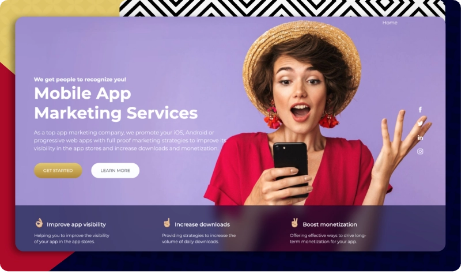 Home
We get people to recognize you!
Mobile App
Marketing Services
As a top app marketing company, we promote your iOS, Android or
progressive web apps with full proof marketing strategies to improve
visibility in the app stores and increase downloads and monetization.
GET STARTED
LEARN MORE
f
in
Improve app visibility
Helping you to improve the visibility
of your app in the app stores.
Increase downloads
Providing strategies to increase the
volume of daily downloads.
Boost monetization
Offering effective ways to drive long-
term monetization for your app.